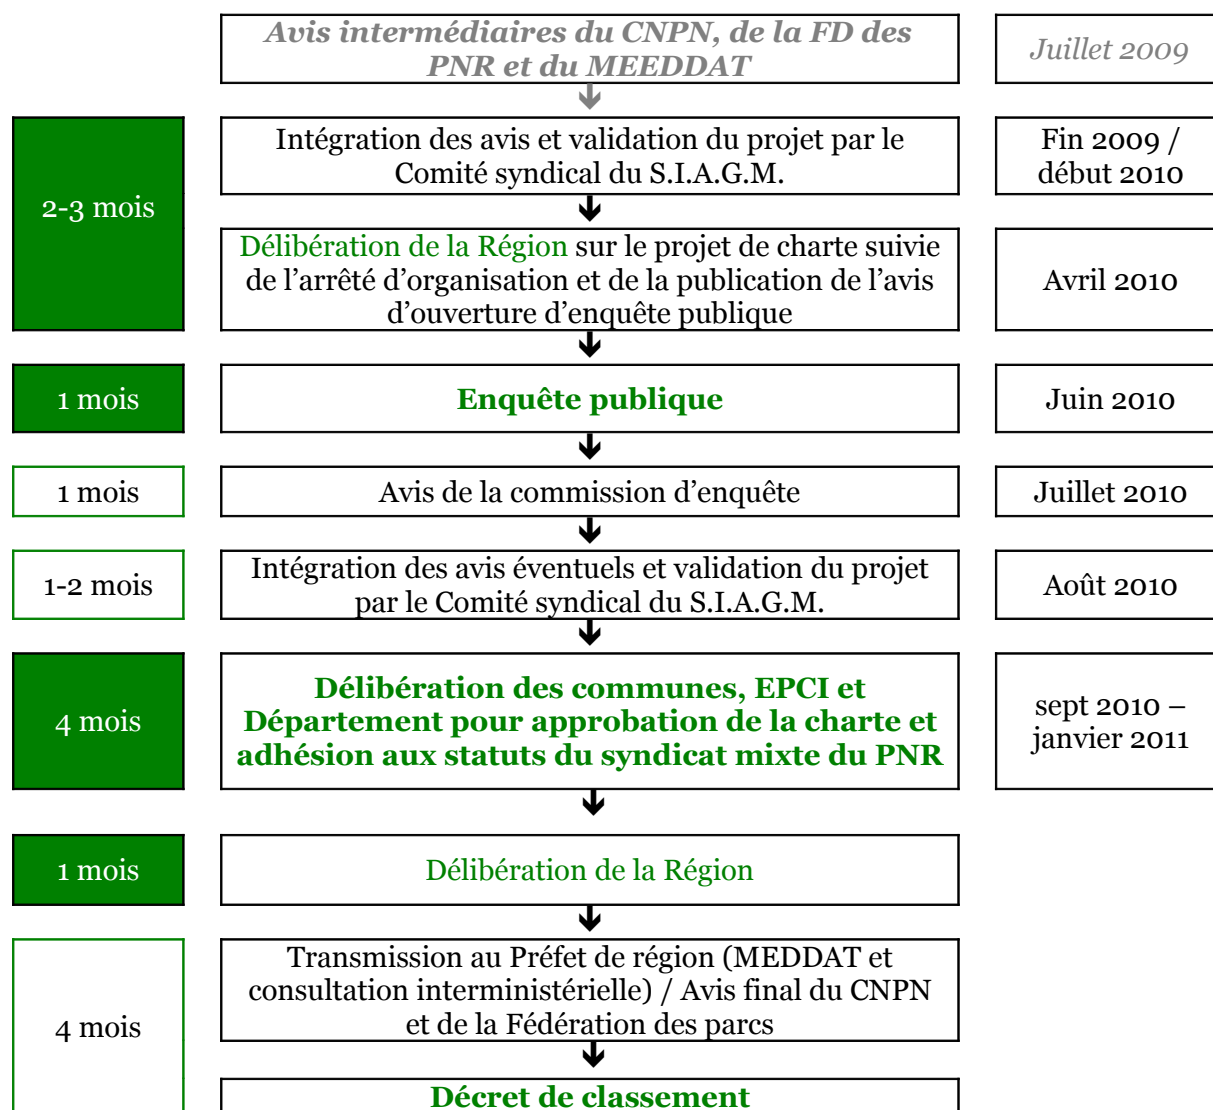 Avis intermédiaires du CNPN, de la FD des
PNR et du MEEDDAT
Juillet 2009
2-3 mois
Intégration des avis et validation du projet par le
Comité syndical du S.I.A.G.M.
Fin 2009 /
début 2010
Délibération de la Région sur le projet de charte suivie
de l’arrêté d’organisation et de la publication de l’avis
d’ouverture d’enquête publique
Avril 2010
1 mois
Enquête publique
Juin 2010
1 mois
Avis de la commission d’enquête
Juillet 2010
1-2 mois
Intégration des avis éventuels et validation du projet
par le Comité syndical du S.I.A.G.M.
Août 2010
4 mois
Délibération des communes, EPCI et
Département pour approbation de la charte et
adhésion aux statuts du syndicat mixte du PNR
sept 2010 –
janvier 2011
1 mois
Délibération de la Région
4 mois
Transmission au Préfet de région (MEDDAT et
consultation interministérielle) / Avis final du CNPN
et de la Fédération des parcs
Décret de classement